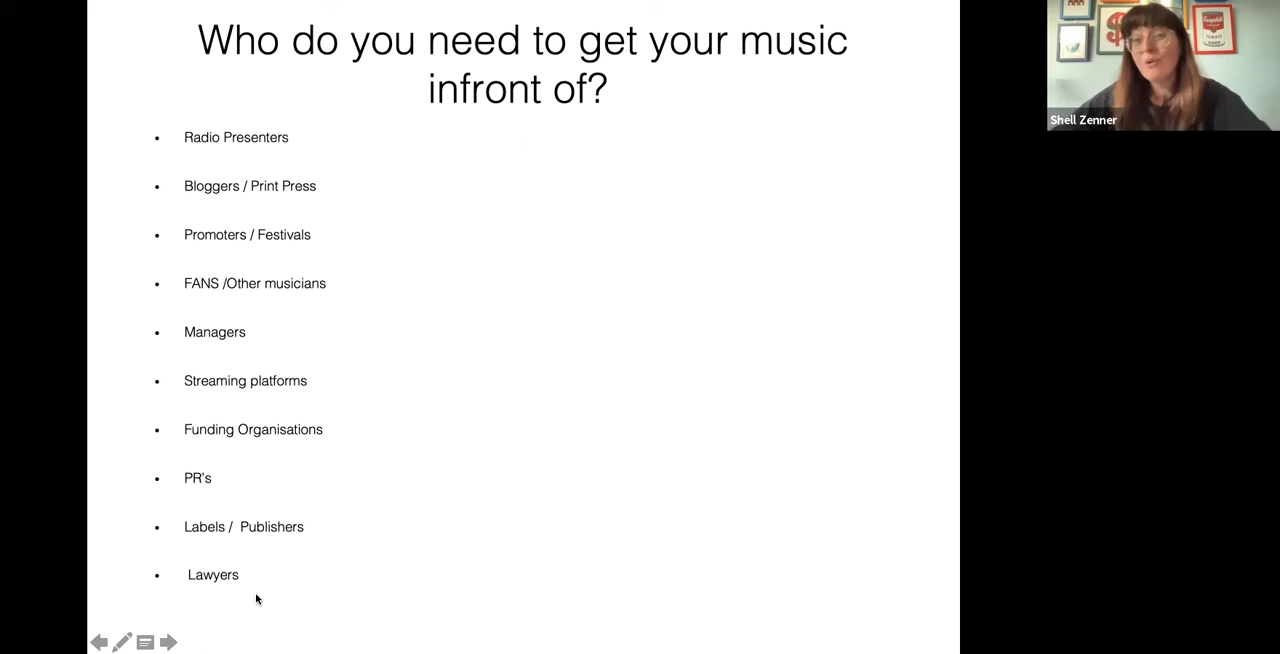 Who do you need to get your music
infront of?
• Radio Presenters
• Bloggers / Print Press
• Promoters / Festivals
• FANS /Other musicians
• Managers
• Streaming platforms
• Funding Organisations
• PR's
• Labels /  Publishers
• Lawyers
Shell Zenner